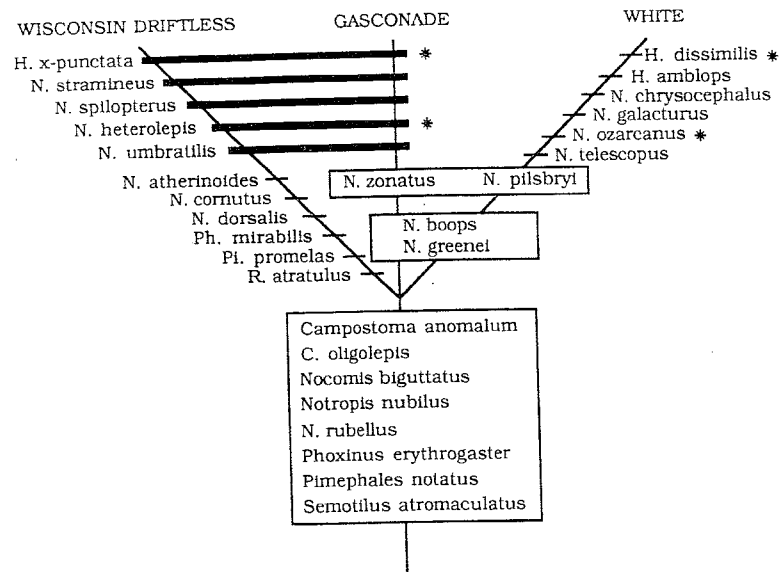 WISCONSIN DRIFTLESS
GASCONADE
WHITE
H. x-punctata
*
N. stramineus
N. spilopterus
N. heterolepis
*
N. umbratilis
N. atherinoides
N. cornutus
N. dorsalis
Ph. mirabilis
Pi. promelas
R. atratulus
H. dissimilis *
H. amblops
N. chrysocephalus
N. galacturus
N. ozarcanus *
N. telescopus
N. zonatus N. pilsbryi
N. boops
N. greenei
Campostoma anomalum
C. oligolepis
Nocomis biguttatus
Notropis nubilus
N. rubellus
Phoxinus erythrogaster
Pimephales notatus
Semotilus atromaculatus